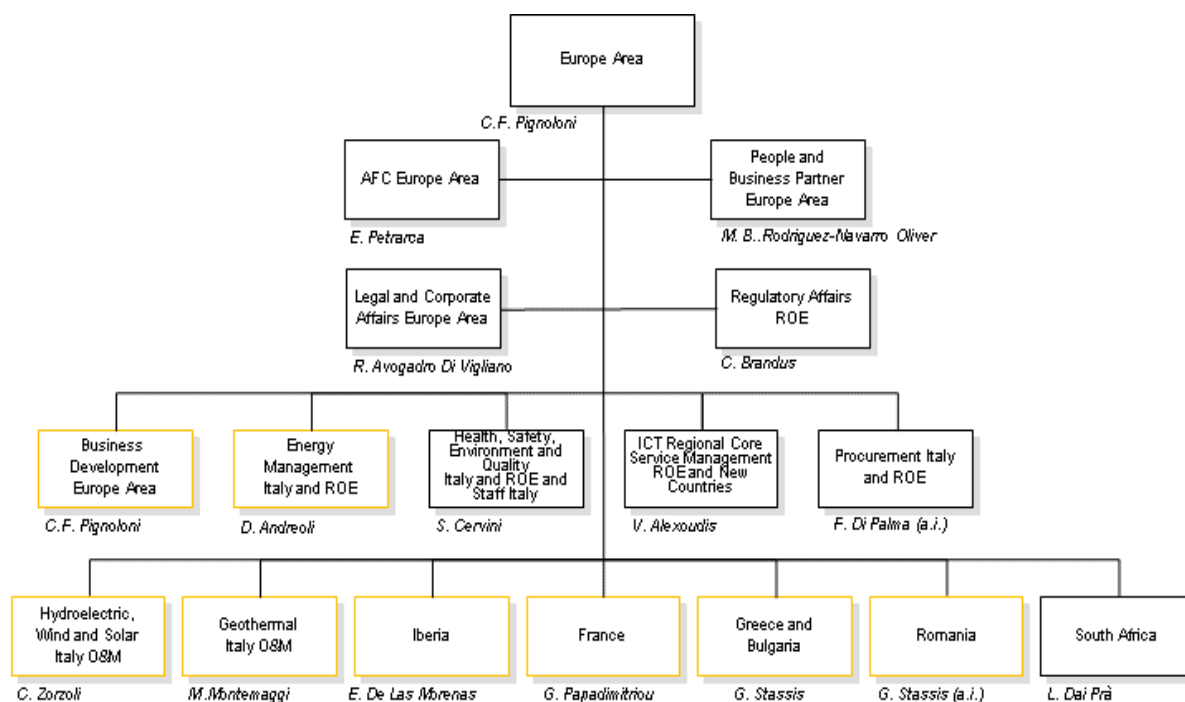 Europe Area
C.F. Pignoloni
AFC Europe Area
E. Petrarca
People and
Business Partner
Europe Area
M. B..Rodriguez-Navarro Oliver
Legal and Corporate
Affairs Europe Area
R. Avogadro Di Vigliano
Regulatory Affairs
ROE
C. Brandus
Business
Development
Europe Area
C.F. Pignoloni
Energy
Management
Italy and ROE
D. Andreoli
Health, Safety,
Environment and
Quality
Italy and ROE and
Staff Italy
S. Cervini
ICT Regional Core
Service Management
ROE and New
Countries
V. Alexoudis
Procurement Italy
and ROE
F. Di Palma (a.i.)
Hydroelectric,
Wind and Solar
Italy O&M
C. Zorzoli
Geothermal
Italy O&M
M.Montemaggi
Iberia
E. De Las Morenas
France
G. Papadimitriou
Greece and
Bulgaria
G. Stassis
Romania
G. Stassis (a.i.)
South Africa
L. Dai Prà